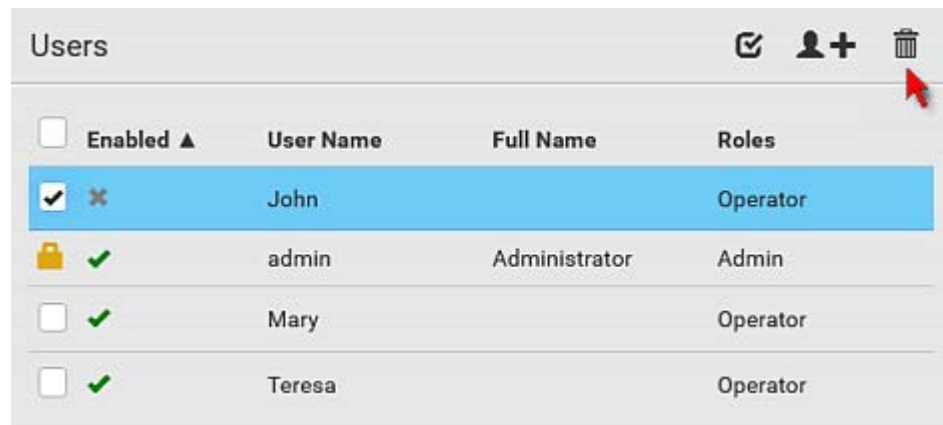 Users
Enabled ▲ User Name Full Name Roles
John Operator
admin Administrator Admin
Mary Operator
Teresa Operator